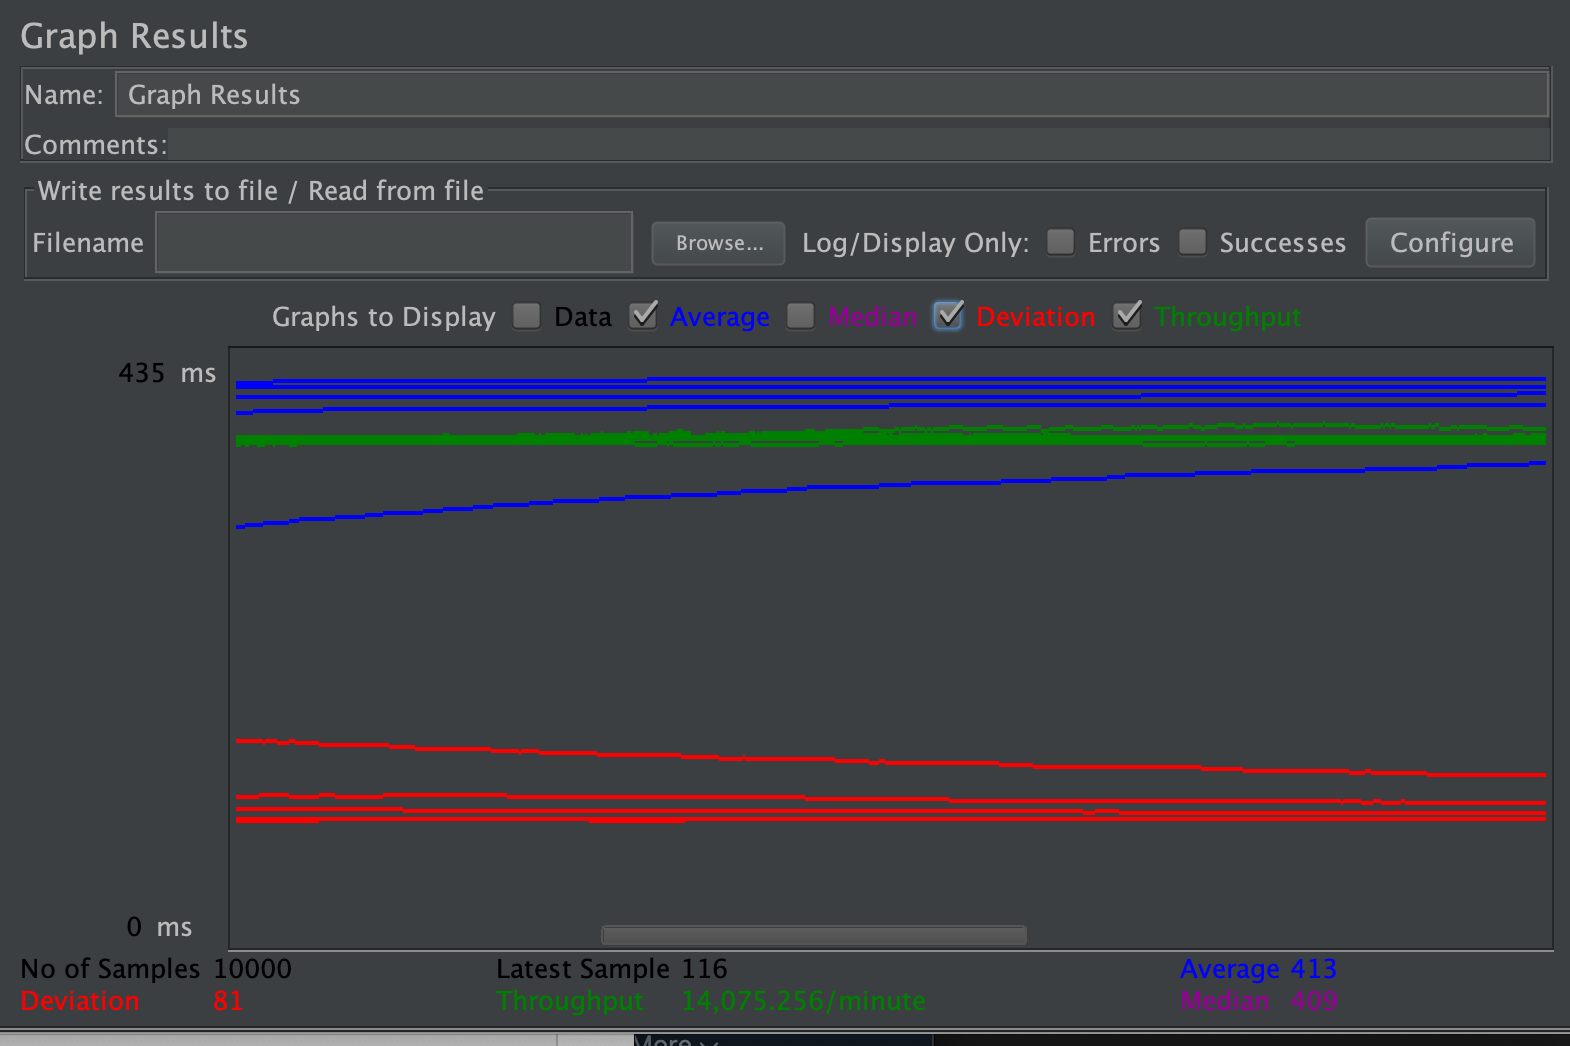 Graph Results
Name: Graph Results
Comments:
Write results to file / Read from file
Filename Browse... Log/Display Only: Errors Successes Configure
Graphs to Display Data Average Median Deviation Throughput
435 ms
0 ms
No of Samples 10000 Latest Sample 116 Average 413
Deviation 81 Throughput 14,075.256/minute Median 409
More